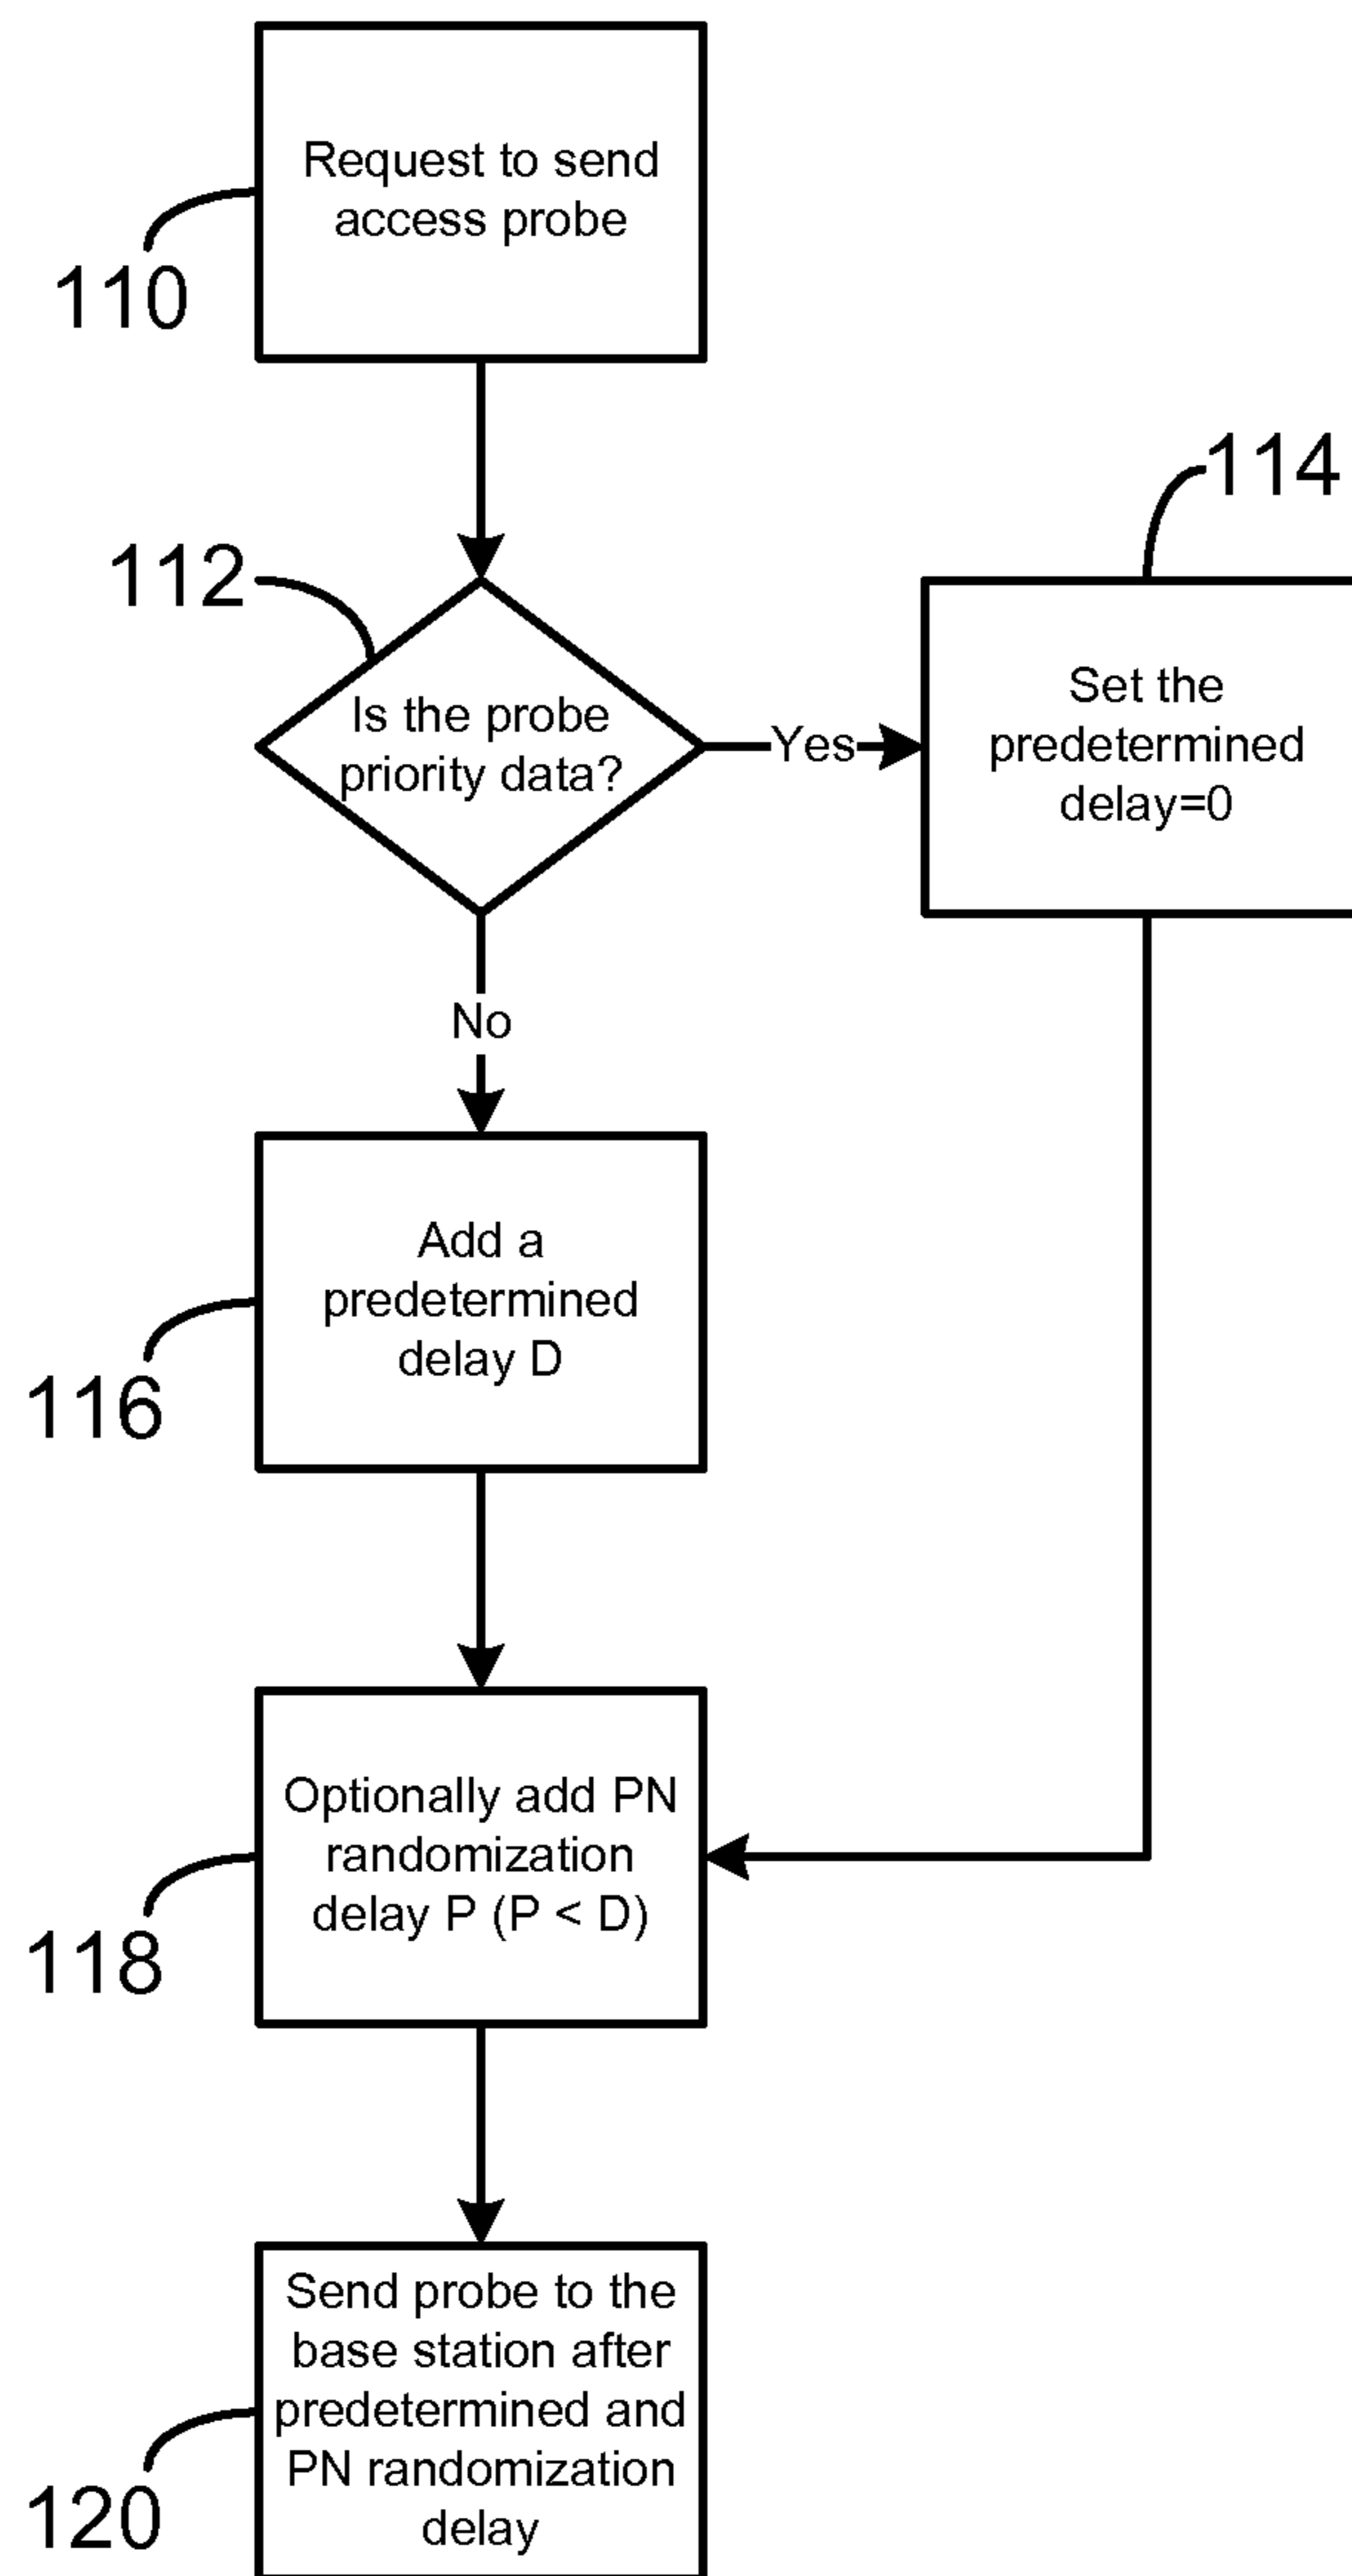 Request to send
access probe
110
114
112
Is the probe
priority data?
Yes
Set the
predetermined
delay=0
No
Add a
predetermined
delay D
116
Optionally add PN
randomization
delay P (P < D)
118
Send probe to the
base station after
predetermined and
PN randomization
delay
120